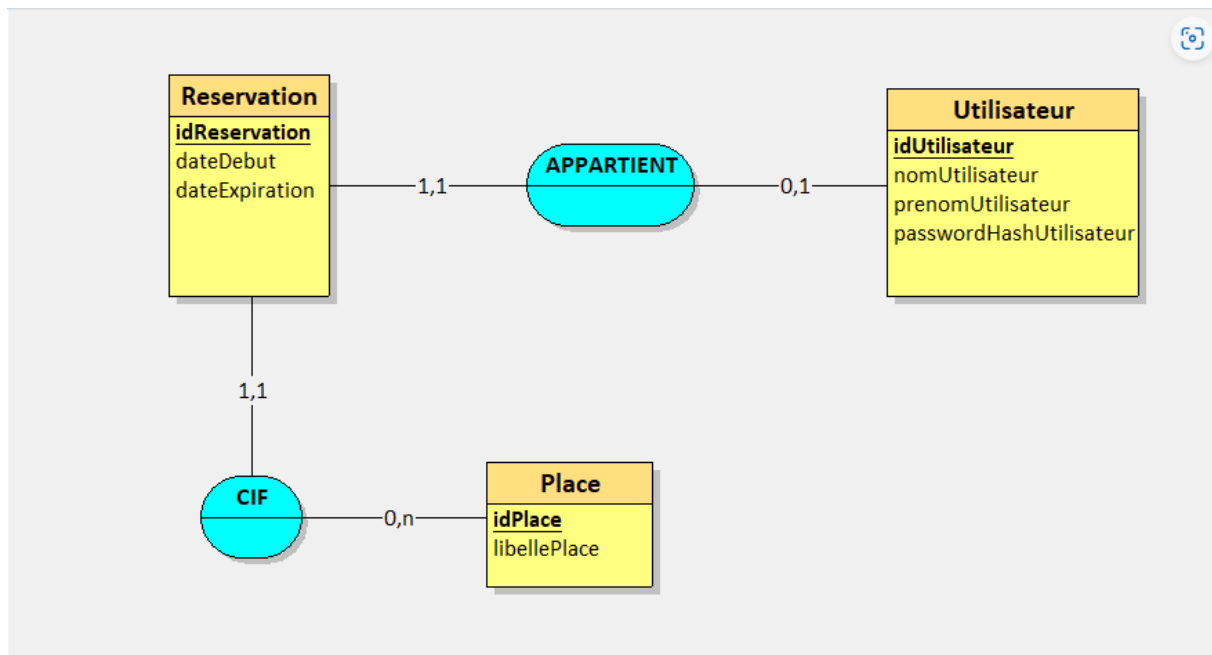 Reservation
idReservation
dateDebut
dateExpiration
1,1
APPARTIENT
0,1
Utilisateur
idUtilisateur
nomUtilisateur
prenomUtilisateur
passwordHashUtilisateur
1,1
CIF
0,n
Place
idPlace
libellePlace